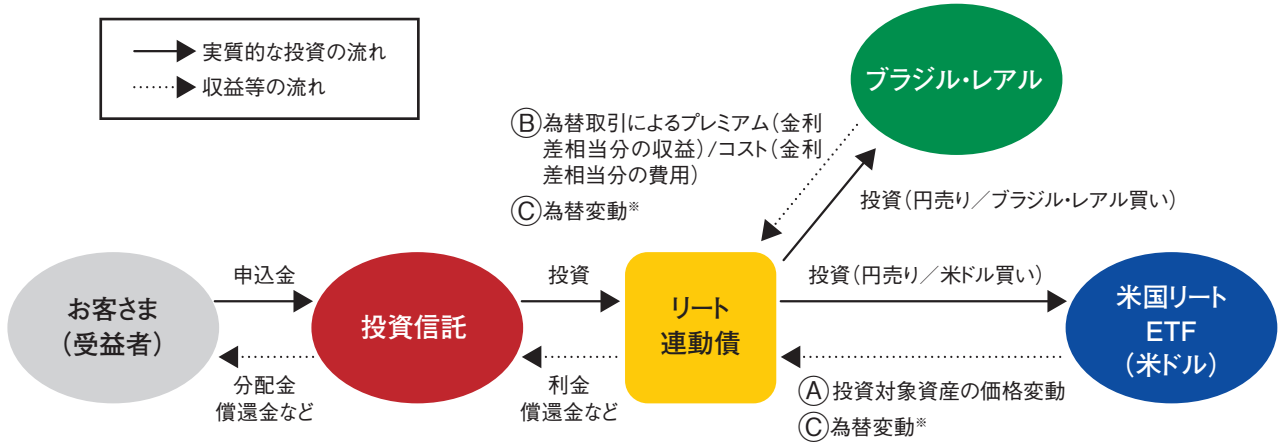 実質的な投資の流れ
収益等の流れ
ブラジル・レアル
Ⓑ為替取引によるプレミアム(金利
差相当分の収益)/コスト(金利
差相当分の費用)
Ⓒ為替変動※
投資(円売り/ブラジル・レアル買い)
お客さま
(受益者)
申込金
分配金
償還金など
投資信託
投資
利金
償還金など
リート
連動債
投資(円売り/米ドル買い)
Ⓐ投資対象資産の価格変動
Ⓒ為替変動※
米国リート
ETF
(米ドル)